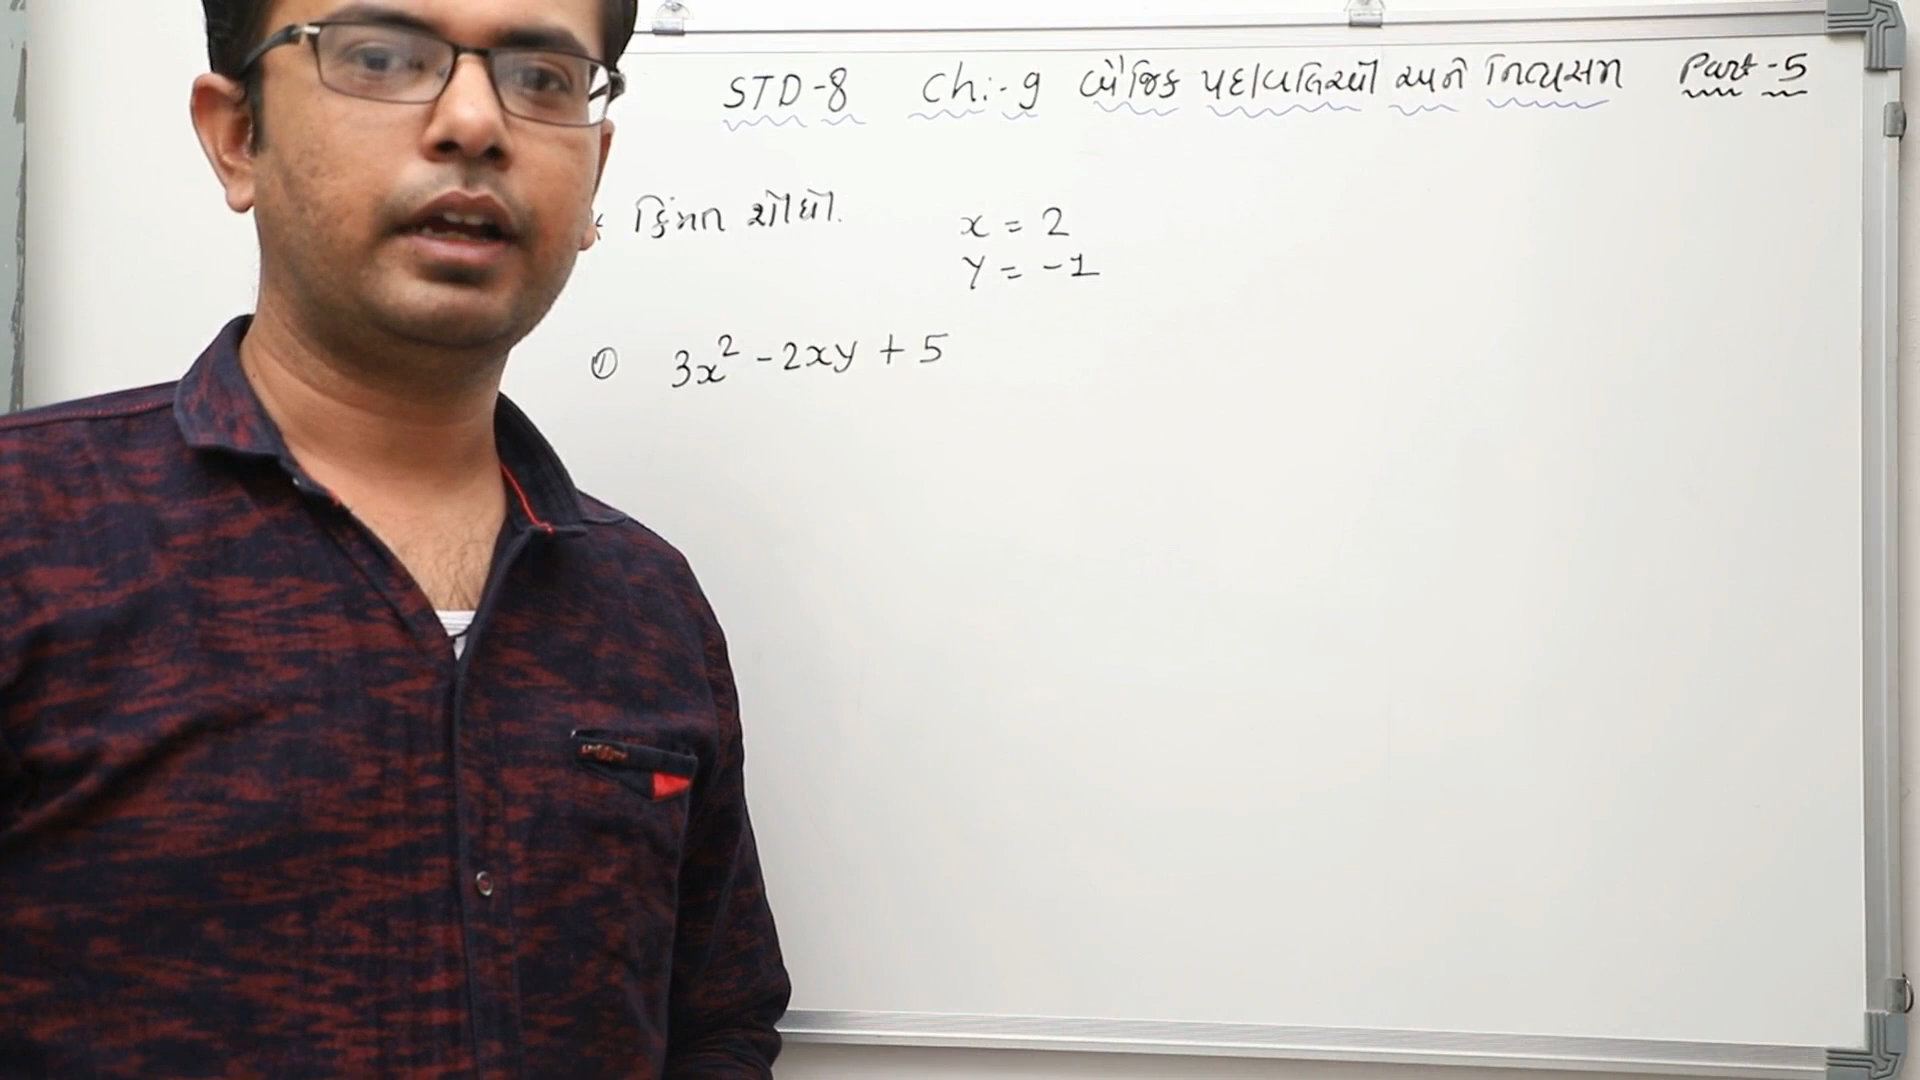 STD-8 Ch:- 9 બૈજિક પદાવલિઓ અને નિત્યસમ Part-5
* કિંમત શોધો.
x = 2
y = -1
① 3x² - 2xy + 5